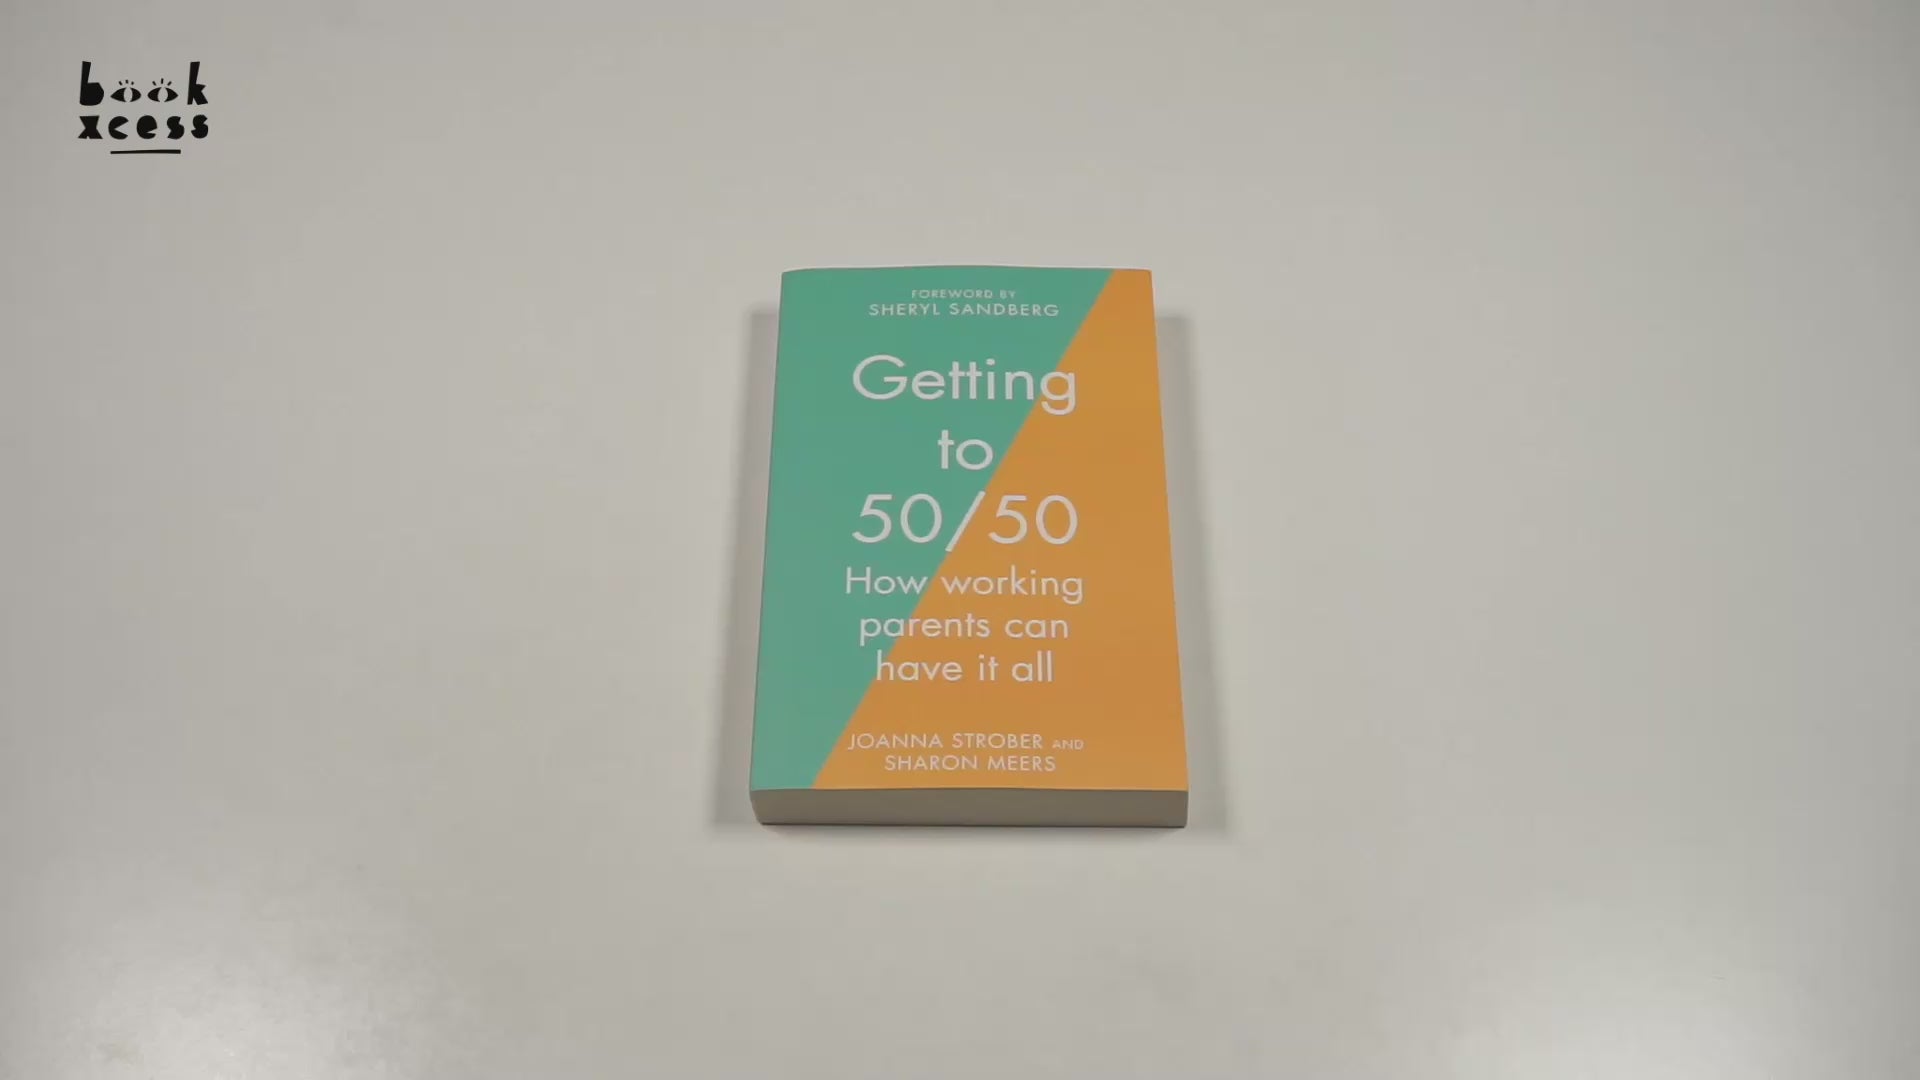 book
xcess
FOREWORD BY
SHERYL SANDBERG
Getting
to
50/50
How working
parents can
have it all
JOANNA STROBER AND
SHARON MEERS